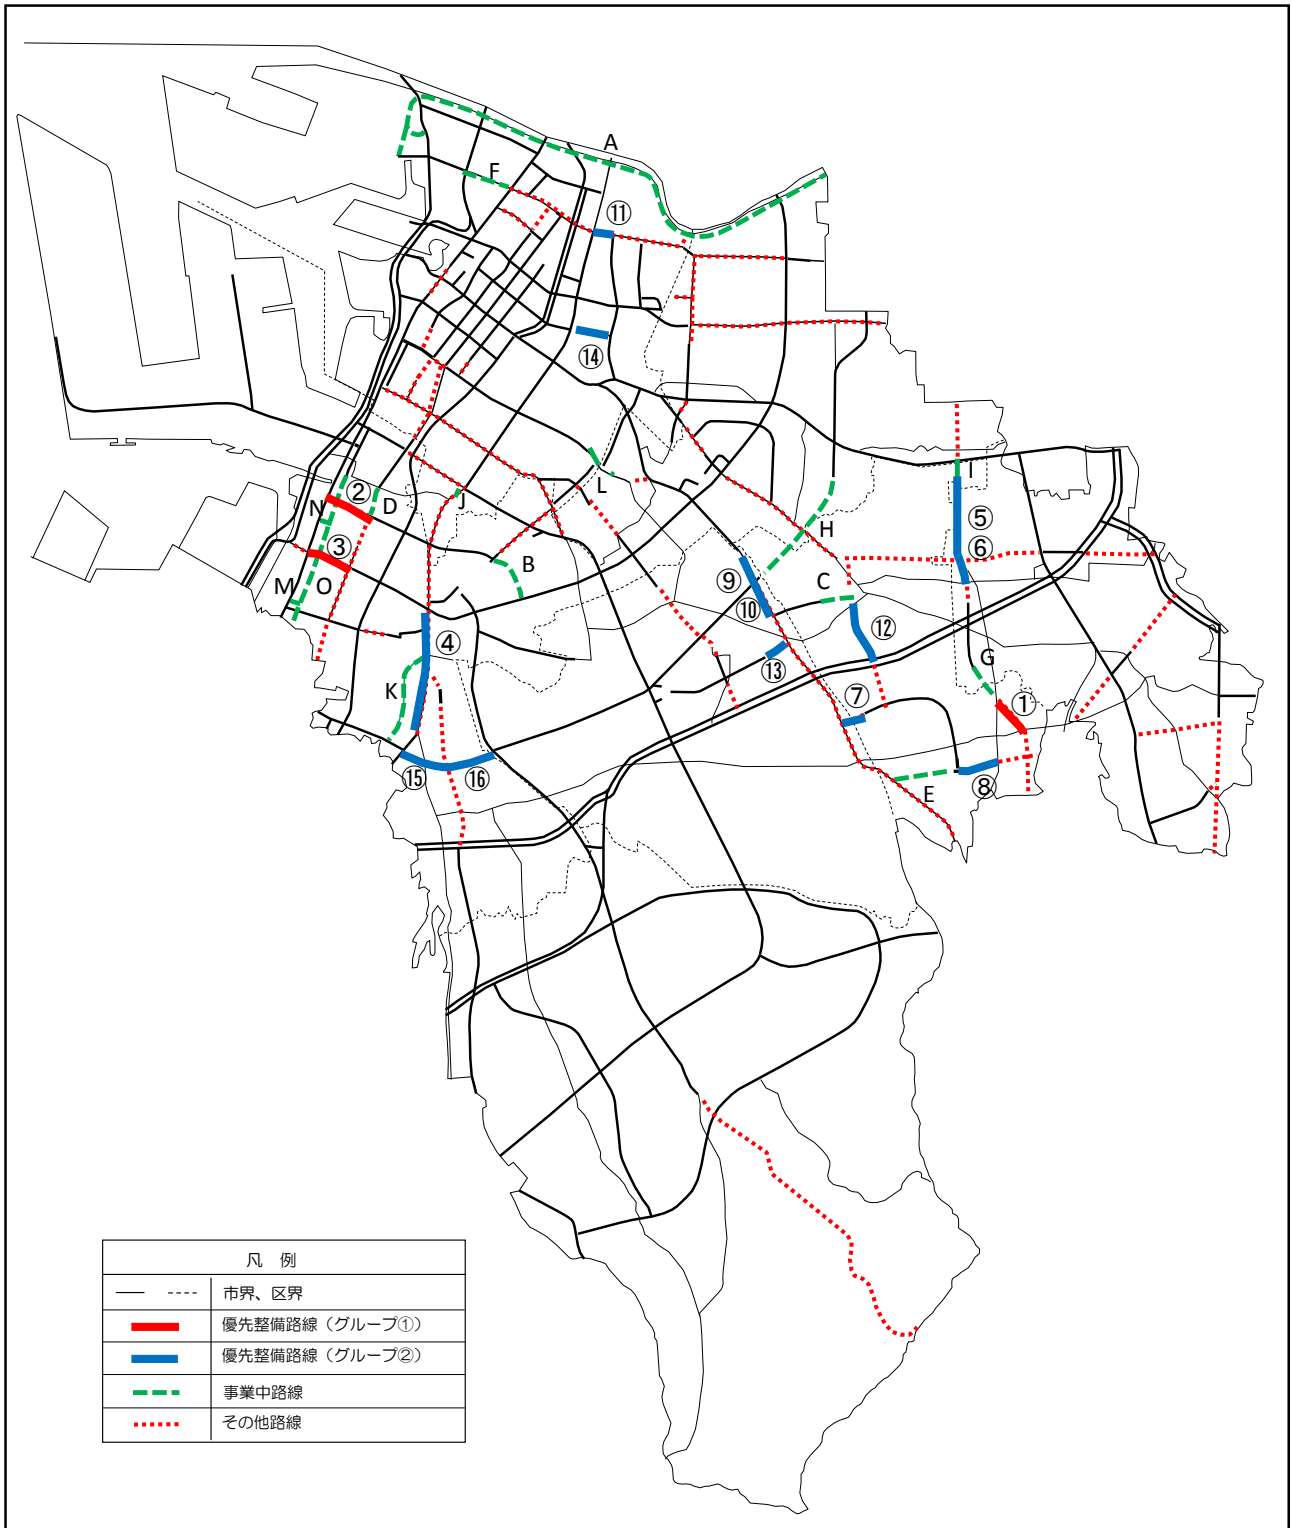 A
F
⑪
⑭
②
D
J
L
I
N
③
H
⑤
⑥
B
⑨
C
M
O
⑩
⑫
④
⑬
G
K
⑦
①
⑮
⑯
E
⑧
凡 例
市界、区界
優先整備路線（グループ①）
優先整備路線（グループ②）
事業中路線
その他路線